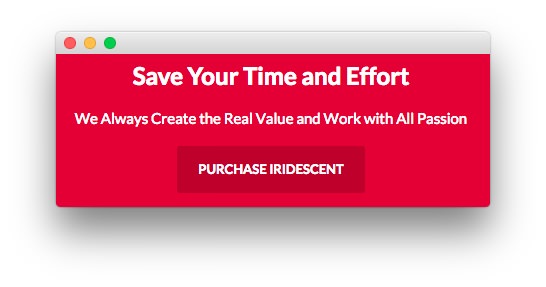 Save Your Time and Effort
We Always Create the Real Value and Work with All Passion
PURCHASE IRIDESCENT